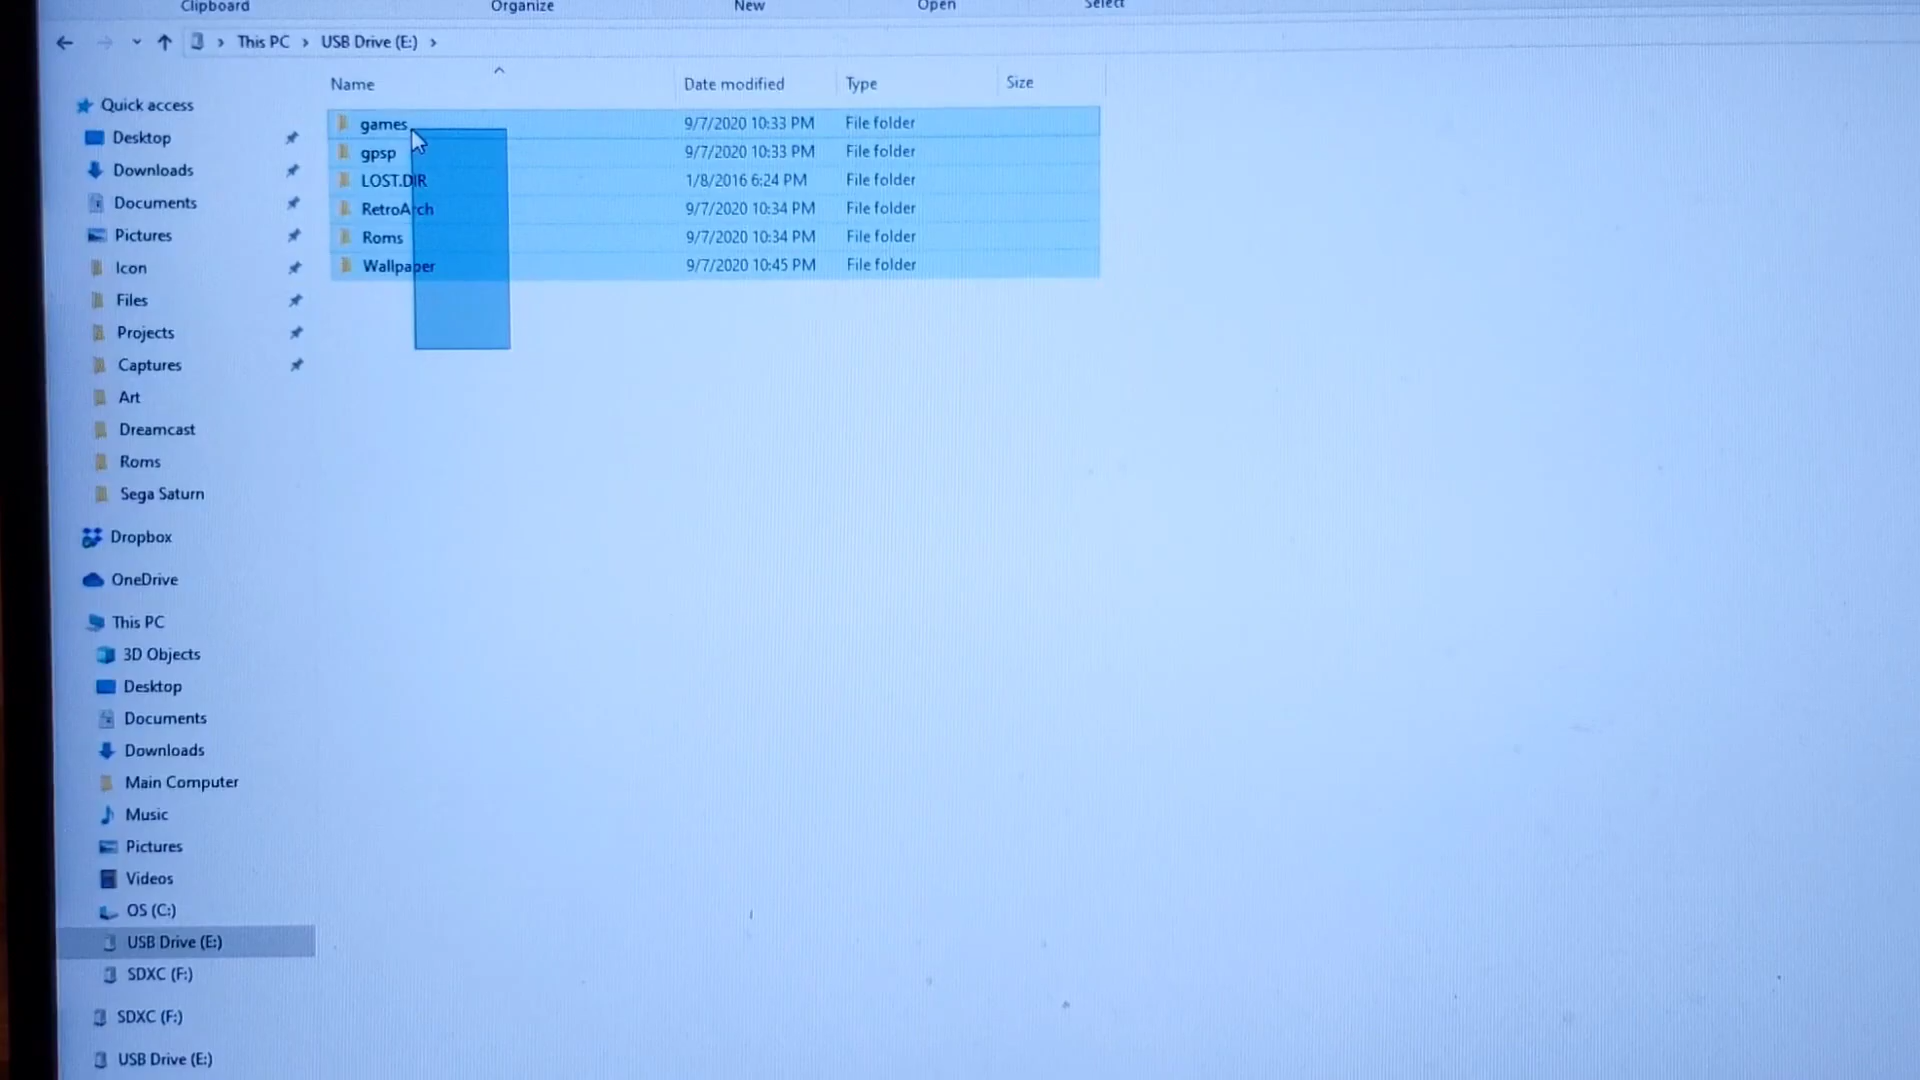 Clipboard Organize New Open Select
This PC > USB Drive (E:) >
Name Date modified Type Size
games 9/7/2020 10:33 PM File folder
gpsp 9/7/2020 10:33 PM File folder
LOST.DIR 1/8/2016 6:24 PM File folder
RetroArch 9/7/2020 10:34 PM File folder
Roms 9/7/2020 10:34 PM File folder
Wallpaper 9/7/2020 10:45 PM File folder
Quick access
Desktop
Downloads
Documents
Pictures
Icon
Files
Projects
Captures
Art
Dreamcast
Roms
Sega Saturn
Dropbox
OneDrive
This PC
3D Objects
Desktop
Documents
Downloads
Main Computer
Music
Pictures
Videos
OS (C:)
USB Drive (E:)
SDXC (F:)
SDXC (F:)
USB Drive (E:)